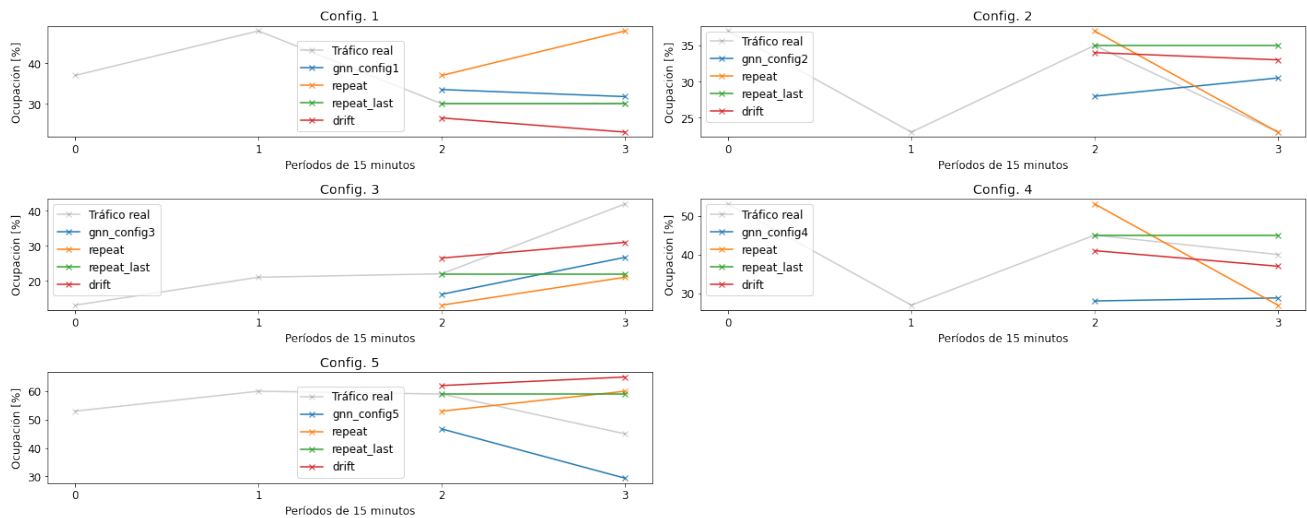 Config. 1
Ocupación [%]
40
30
Tráfico real
gnn_config1
repeat
repeat_last
drift
0 1 2 3
Períodos de 15 minutos
Config. 2
Ocupación [%]
35
30
25
Tráfico real
gnn_config2
repeat
repeat_last
drift
0 1 2 3
Períodos de 15 minutos
Config. 3
Ocupación [%]
40
30
20
Tráfico real
gnn_config3
repeat
repeat_last
drift
0 1 2 3
Períodos de 15 minutos
Config. 4
Ocupación [%]
50
40
30
Tráfico real
gnn_config4
repeat
repeat_last
drift
0 1 2 3
Períodos de 15 minutos
Config. 5
Ocupación [%]
60
50
40
30
Tráfico real
gnn_config5
repeat
repeat_last
drift
0 1 2 3
Períodos de 15 minutos